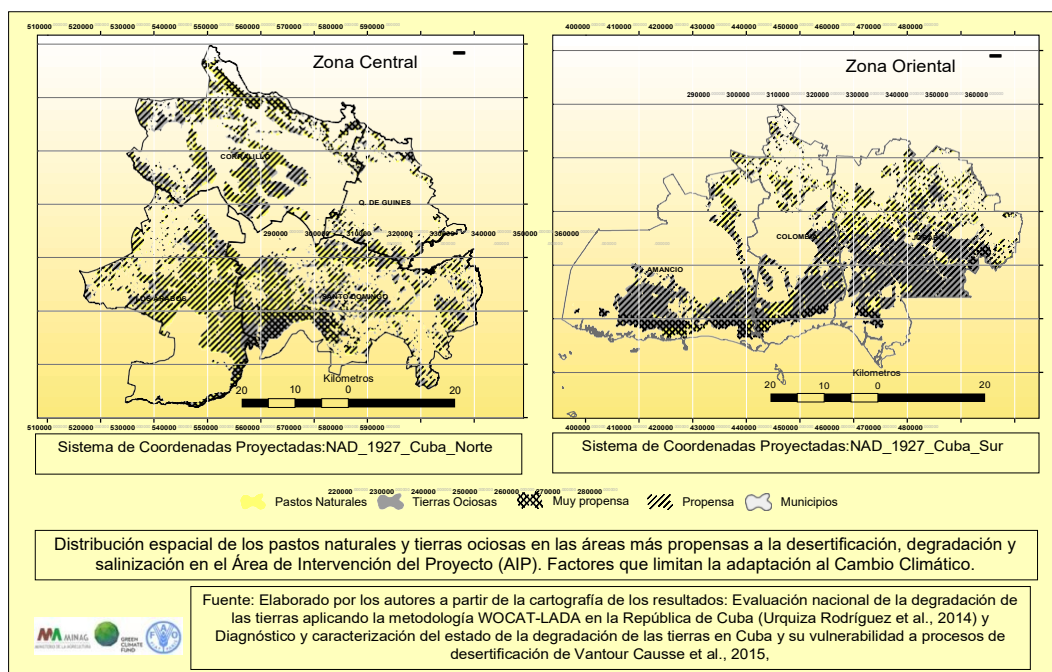 510000 520000 530000 540000 550000 560000 570000 580000 590000
400000 410000 420000 430000 440000 450000 460000 470000 480000
Zona Central
Zona Oriental
290000 300000 310000 320000 330000 340000 350000 360000
CORRALILLO
Q. DE GUINES
290000 300000 310000 320000 330000 340000 350000 360000
LOS ARABOS
SANTO DOMINGO
COLOMBIA
AMANCIO
Kilometros
20 10 0 20
Kilometros
20 10 0 20
510000 520000 530000 540000 550000 560000 570000 580000 590000
400000 410000 420000 430000 440000 450000 460000 470000 480000
Sistema de Coordenadas Proyectadas:NAD_1927_Cuba_Norte
Sistema de Coordenadas Proyectadas:NAD_1927_Cuba_Sur
220000 230000 240000 250000 260000 270000 280000
Pastos Naturales Tierras Ociosas Muy propensa Propensa Municipios
Distribución espacial de los pastos naturales y tierras ociosas en las áreas más propensas a la desertificación, degradación y
salinización en el Área de Intervención del Proyecto (AIP). Factores que limitan la adaptación al Cambio Climático.
MINAG
MINISTERIO DE LA AGRICULTURA
GREEN
CLIMATE
FUND
FAO
Fuente: Elaborado por los autores a partir de la cartografía de los resultados: Evaluación nacional de la degradación de
las tierras aplicando la metodología WOCAT-LADA en la República de Cuba (Urquiza Rodríguez et al., 2014) y
Diagnóstico y caracterización del estado de la degradación de las tierras en Cuba y su vulnerabilidad a procesos de
desertificación de Vantour Causse et al., 2015,